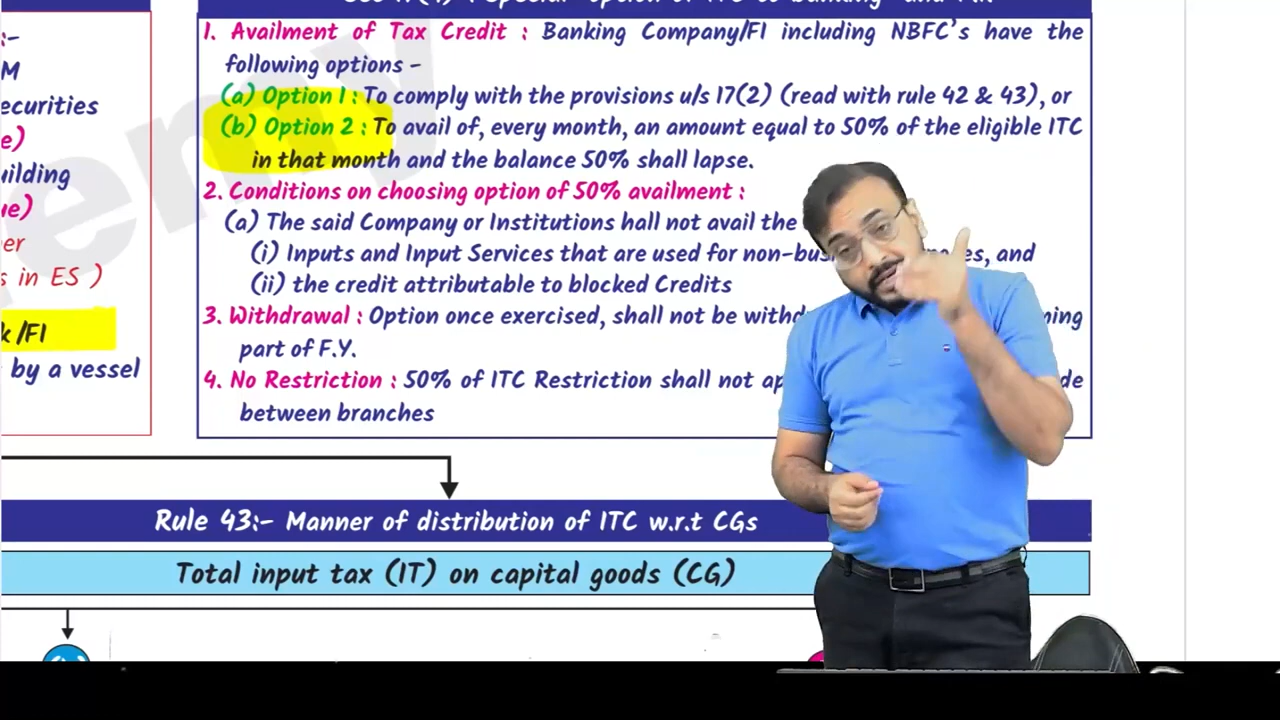 :-
M
ecurities
e)
uilding
ue)
er
s in ES )
k/FI
by a vessel
1. Availment of Tax Credit : Banking Company/FI including NBFC's have the
following options –
(a) Option 1 : To comply with the provisions u/s 17(2) (read with rule 42 & 43), or
(b) Option 2 : To avail of, every month, an amount equal to 50% of the eligible ITC
in that month and the balance 50% shall lapse.
2. Conditions on choosing option of 50% availment :
(a) The said Company or Institutions hall not avail the
(i) Inputs and Input Services that are used for non-bus es, and
(ii) the credit attributable to blocked Credits
3. Withdrawal : Option once exercised, shall not be withd ning
part of F.Y.
4. No Restriction : 50% of ITC Restriction shall not ap de
between branches
Rule 43:- Manner of distribution of ITC w.r.t CGs
Total input tax (IT) on capital goods (CG)
emy